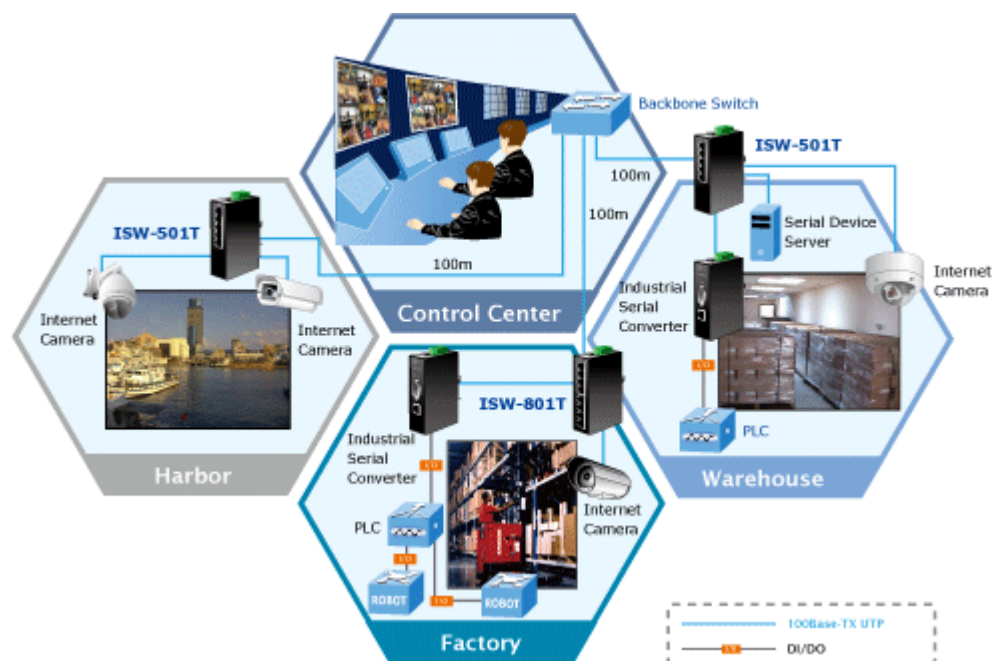 Backbone Switch
ISW-501T
100m
100m
Serial Device
Server
ISW-501T
100m
Internet
Camera
Industrial
Serial
Converter
Internet
Camera
Internet
Camera
Control Center
I/O
ISW-801T
PLC
Industrial
Serial
Converter
Harbor
I/O
Warehouse
Internet
Camera
PLC
I/O
ROBOT
I/O
ROBOT
Factory
100Base-TX UTP
I/O
DI/DO